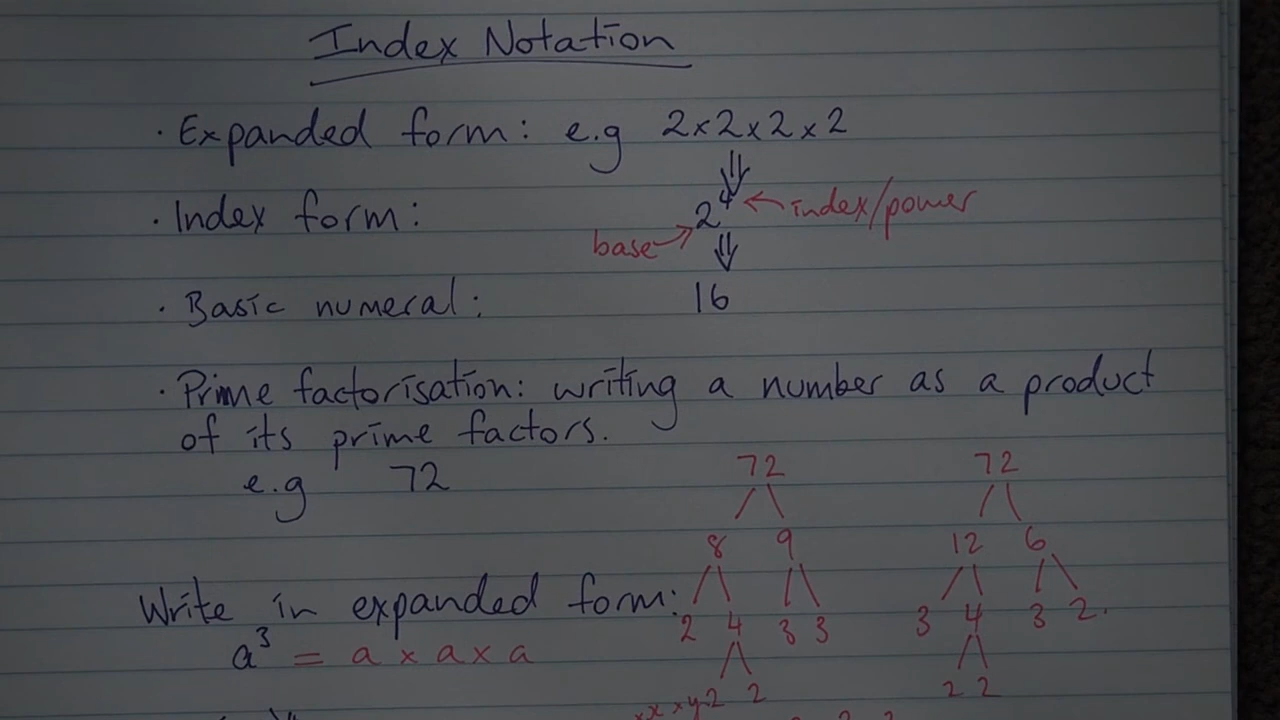 Index Notation
· Expanded form: e.g 2×2×2×2
⇓
· Index form: 2⁴ ← index/power
base →
⇓
· Basic numeral: 16
· Prime factorisation: writing a number as a product
of its prime factors.
e.g 72
72 72
8 9 12 6
Write in expanded form:
2 4 3 3 3 4 3 2.
a³ = a × a × a
2 2 2 2